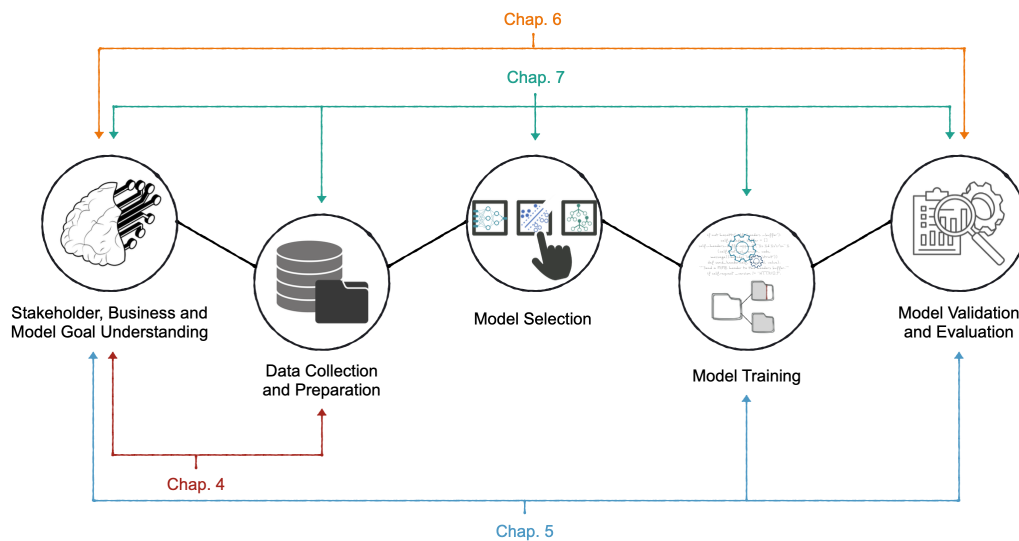 Chap. 6
Chap. 7
Stakeholder, Business and
Model Goal Understanding
Data Collection
and Preparation
Model Selection
Model Training
Model Validation
and Evaluation
Chap. 4
Chap. 5